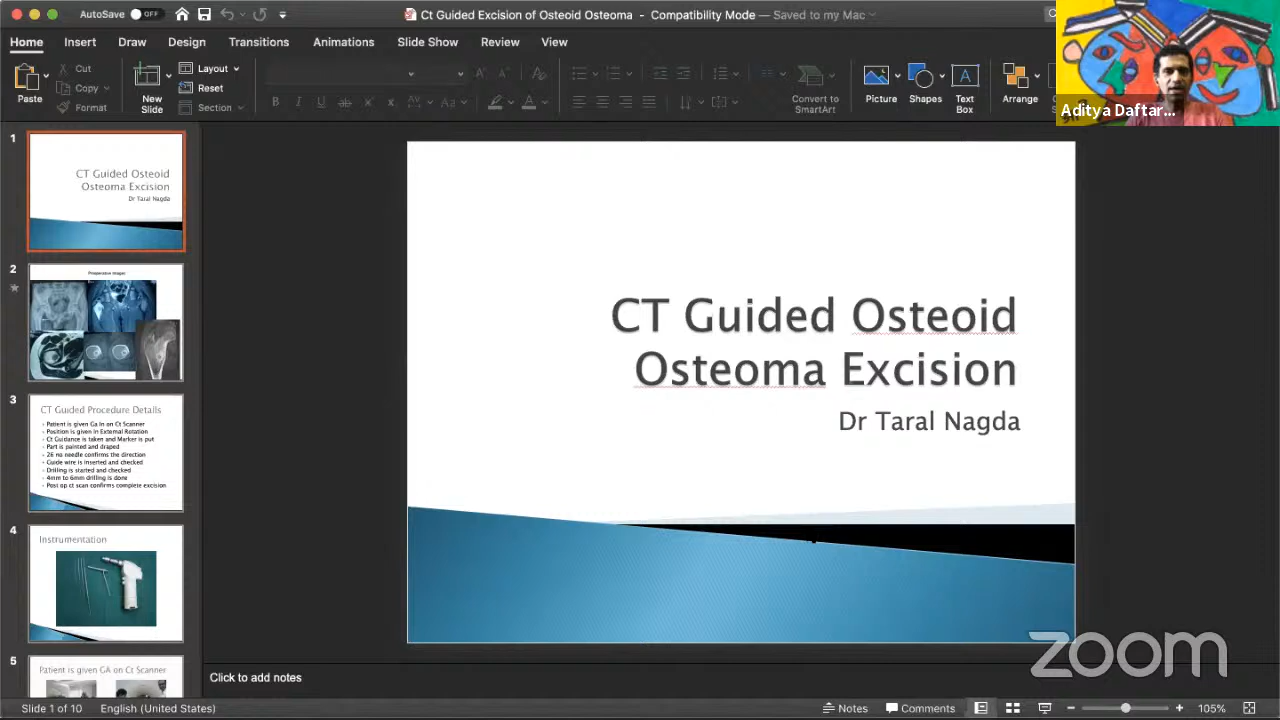 AutoSave OFF
Ct Guided Excision of Osteoid Osteoma - Compatibility Mode — Saved to my Mac
Home Insert Draw Design Transitions Animations Slide Show Review View
Paste
Cut
Copy
Format
New Slide
Layout
Reset
Section
Convert to SmartArt
Picture
Shapes
Text Box
Arrange
Aditya Daftar...
1
CT Guided Osteoid
Osteoma Excision
Dr Taral Nagda
2
Preoperative Images
3
CT Guided Procedure Details
Patient is given Ga In on Ct Scanner
Position is given in External Rotation
Ct Guidance is taken and Marker is put
Part is painted and draped
26 no needle confirms the direction
Guide wire is inserted and checked
Drilling is started and checked
4mm to 6mm drilling is done
Post op ct scan confirms complete excision
4
Instrumentation
5
Patient is given GA on Ct Scanner
CT Guided Osteoid
Osteoma Excision
Dr Taral Nagda
zoom
Click to add notes
Slide 1 of 10 English (United States) Notes Comments 105%